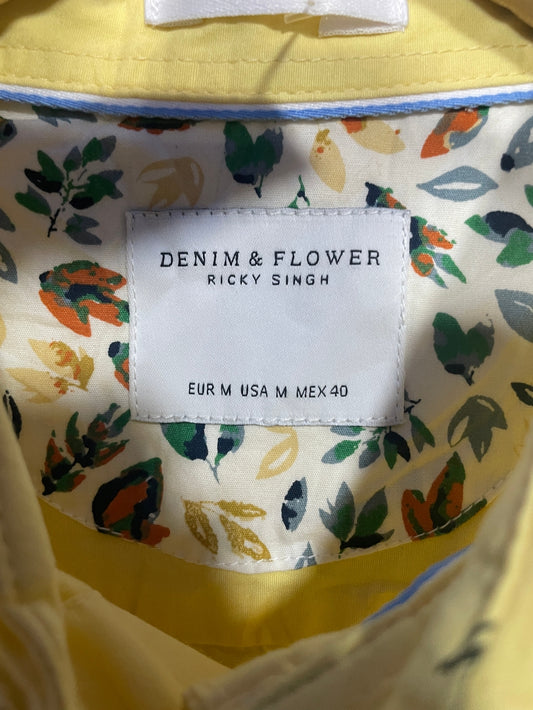 DENIM & FLOWER
RICKY SINGH
EUR M USA M MEX 40